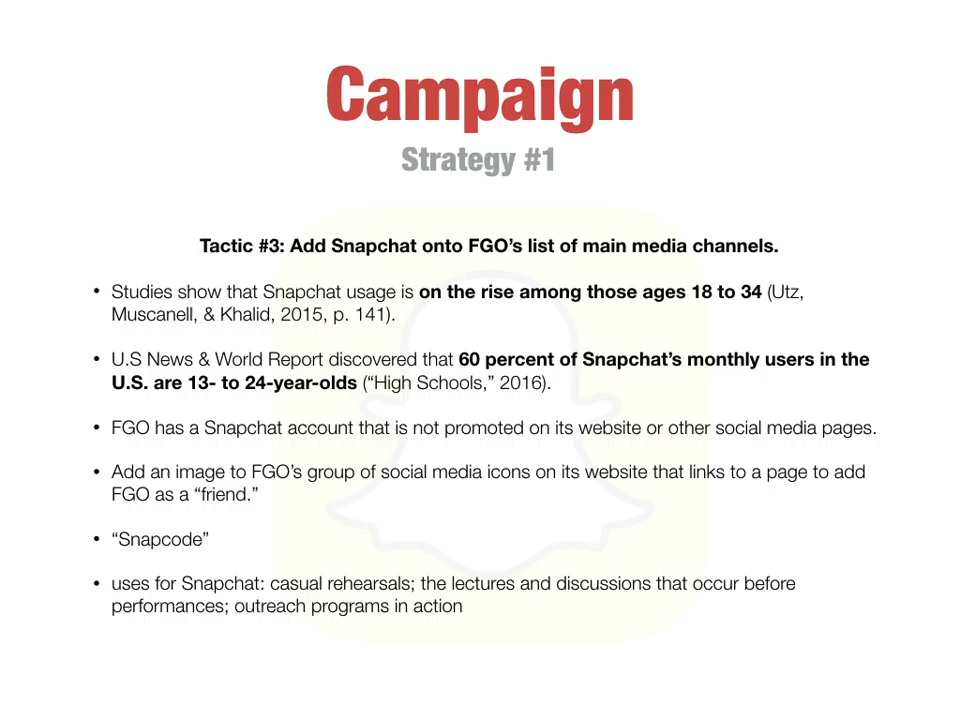 Campaign
Strategy #1
Tactic #3: Add Snapchat onto FGO’s list of main media channels.
• Studies show that Snapchat usage is on the rise among those ages 18 to 34 (Utz,
Muscanell, & Khalid, 2015, p. 141).
• U.S News & World Report discovered that 60 percent of Snapchat’s monthly users in the
U.S. are 13- to 24-year-olds (“High Schools,” 2016).
• FGO has a Snapchat account that is not promoted on its website or other social media pages.
• Add an image to FGO’s group of social media icons on its website that links to a page to add
FGO as a “friend.”
• “Snapcode”
• uses for Snapchat: casual rehearsals; the lectures and discussions that occur before
performances; outreach programs in action